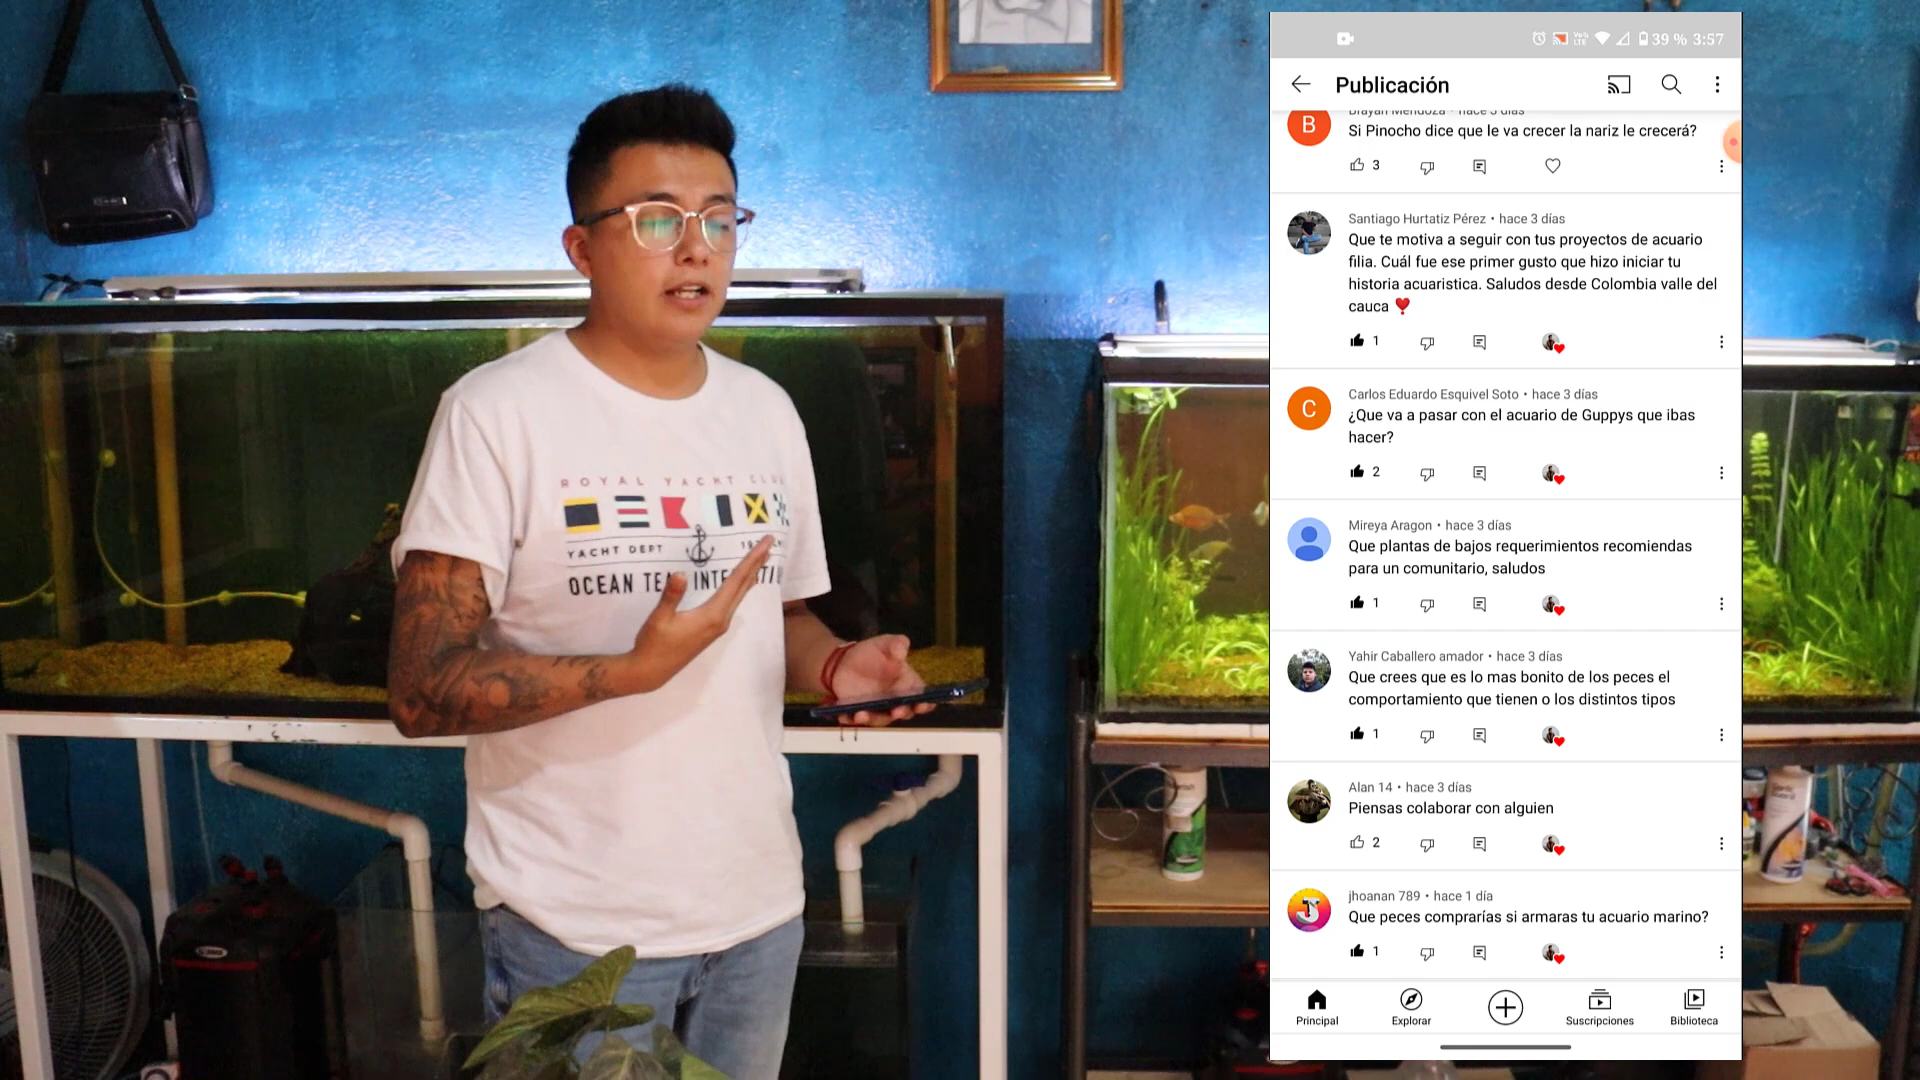 ROYAL YACHT CLU
YACHT DEPT
OCEAN TEA
39 % 3:57
Publicación
Brayan Mendoza • hace 3 días
B
Si Pinocho dice que le va crecer la nariz le crecerá?
3
Santiago Hurtatiz Pérez • hace 3 días
Que te motiva a seguir con tus proyectos de acuario
filia. Cuál fue ese primer gusto que hizo iniciar tu
historia acuaristica. Saludos desde Colombia valle del
cauca ❣️
1
Carlos Eduardo Esquivel Soto • hace 3 días
C
¿Que va a pasar con el acuario de Guppys que ibas
hacer?
2
Mireya Aragon • hace 3 días
Que plantas de bajos requerimientos recomiendas
para un comunitario, saludos
1
Yahir Caballero amador • hace 3 días
Que crees que es lo mas bonito de los peces el
comportamiento que tienen o los distintos tipos
1
Alan 14 • hace 3 días
Piensas colaborar con alguien
2
jhoanan 789 • hace 1 día
J
Que peces comprarías si armaras tu acuario marino?
1
Principal Explorar Suscripciones Biblioteca